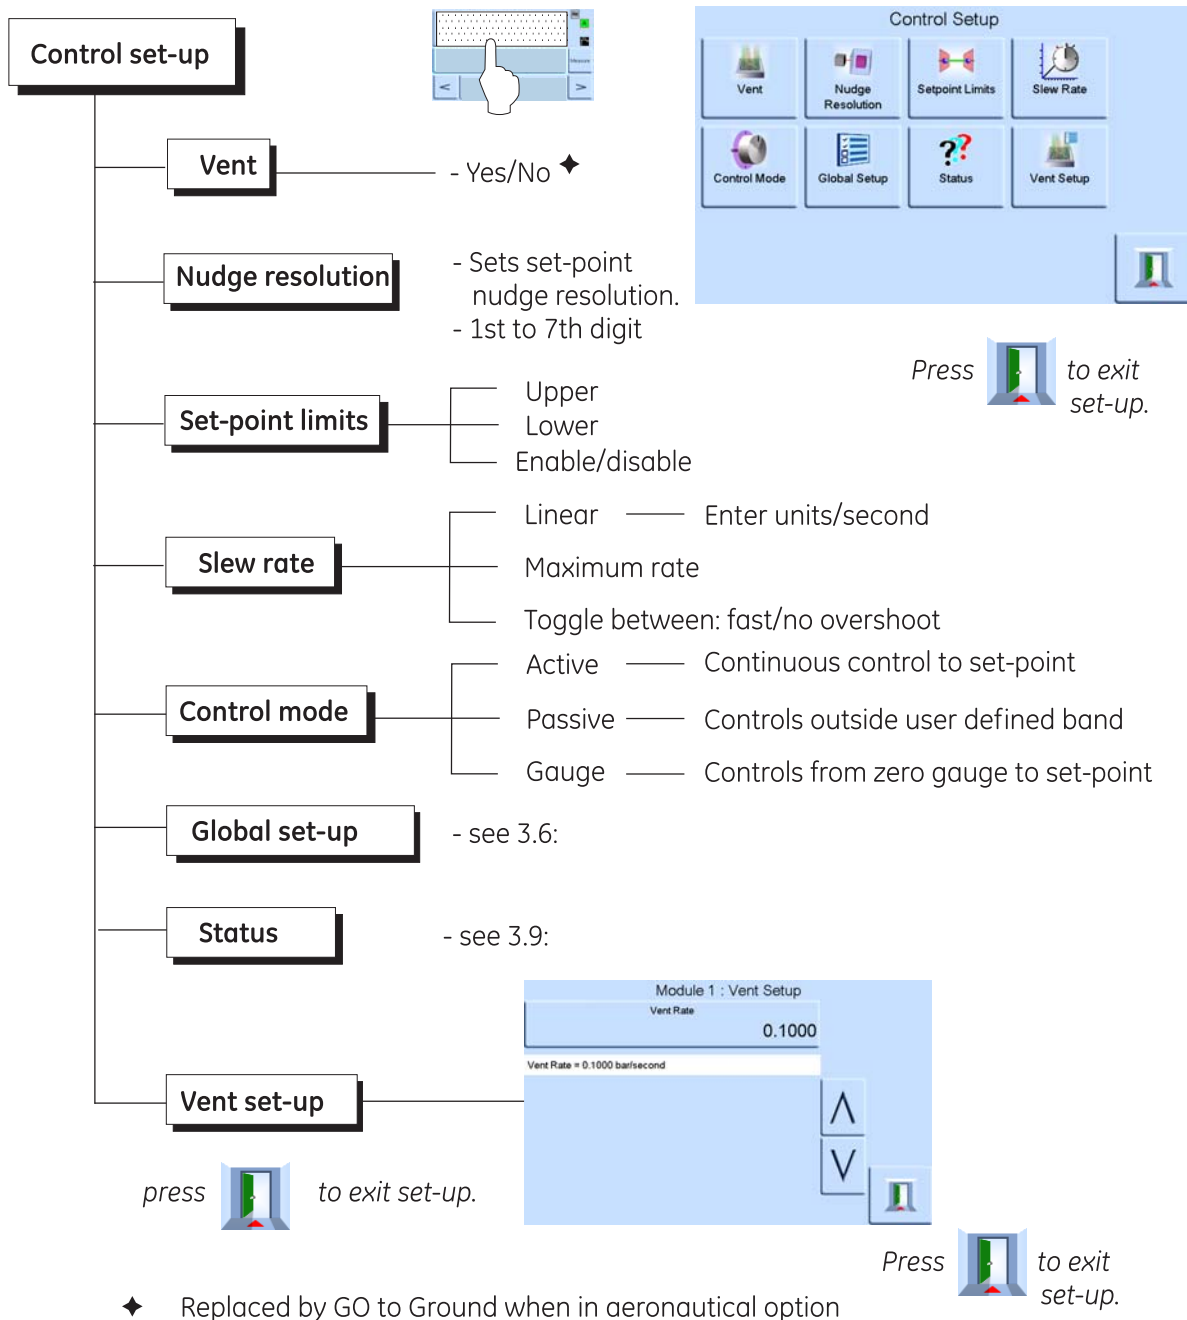 Control set-up
Measure
<
>
Control Setup
Vent
Nudge
Resolution
Setpoint Limits
Slew Rate
Control Mode
Global Setup
Status
Vent Setup
Press to exit
set-up.
Vent
- Yes/No ✦
Nudge resolution
- Sets set-point
nudge resolution.
- 1st to 7th digit
Set-point limits
Upper
Lower
Enable/disable
Slew rate
Linear Enter units/second
Maximum rate
Toggle between: fast/no overshoot
Control mode
Active Continuous control to set-point
Passive Controls outside user defined band
Gauge Controls from zero gauge to set-point
Global set-up
- see 3.6:
Status
- see 3.9:
Vent set-up
Module 1 : Vent Setup
Vent Rate
0.1000
Vent Rate = 0.1000 bar/second
press to exit set-up.
Press to exit
set-up.
✦ Replaced by GO to Ground when in aeronautical option